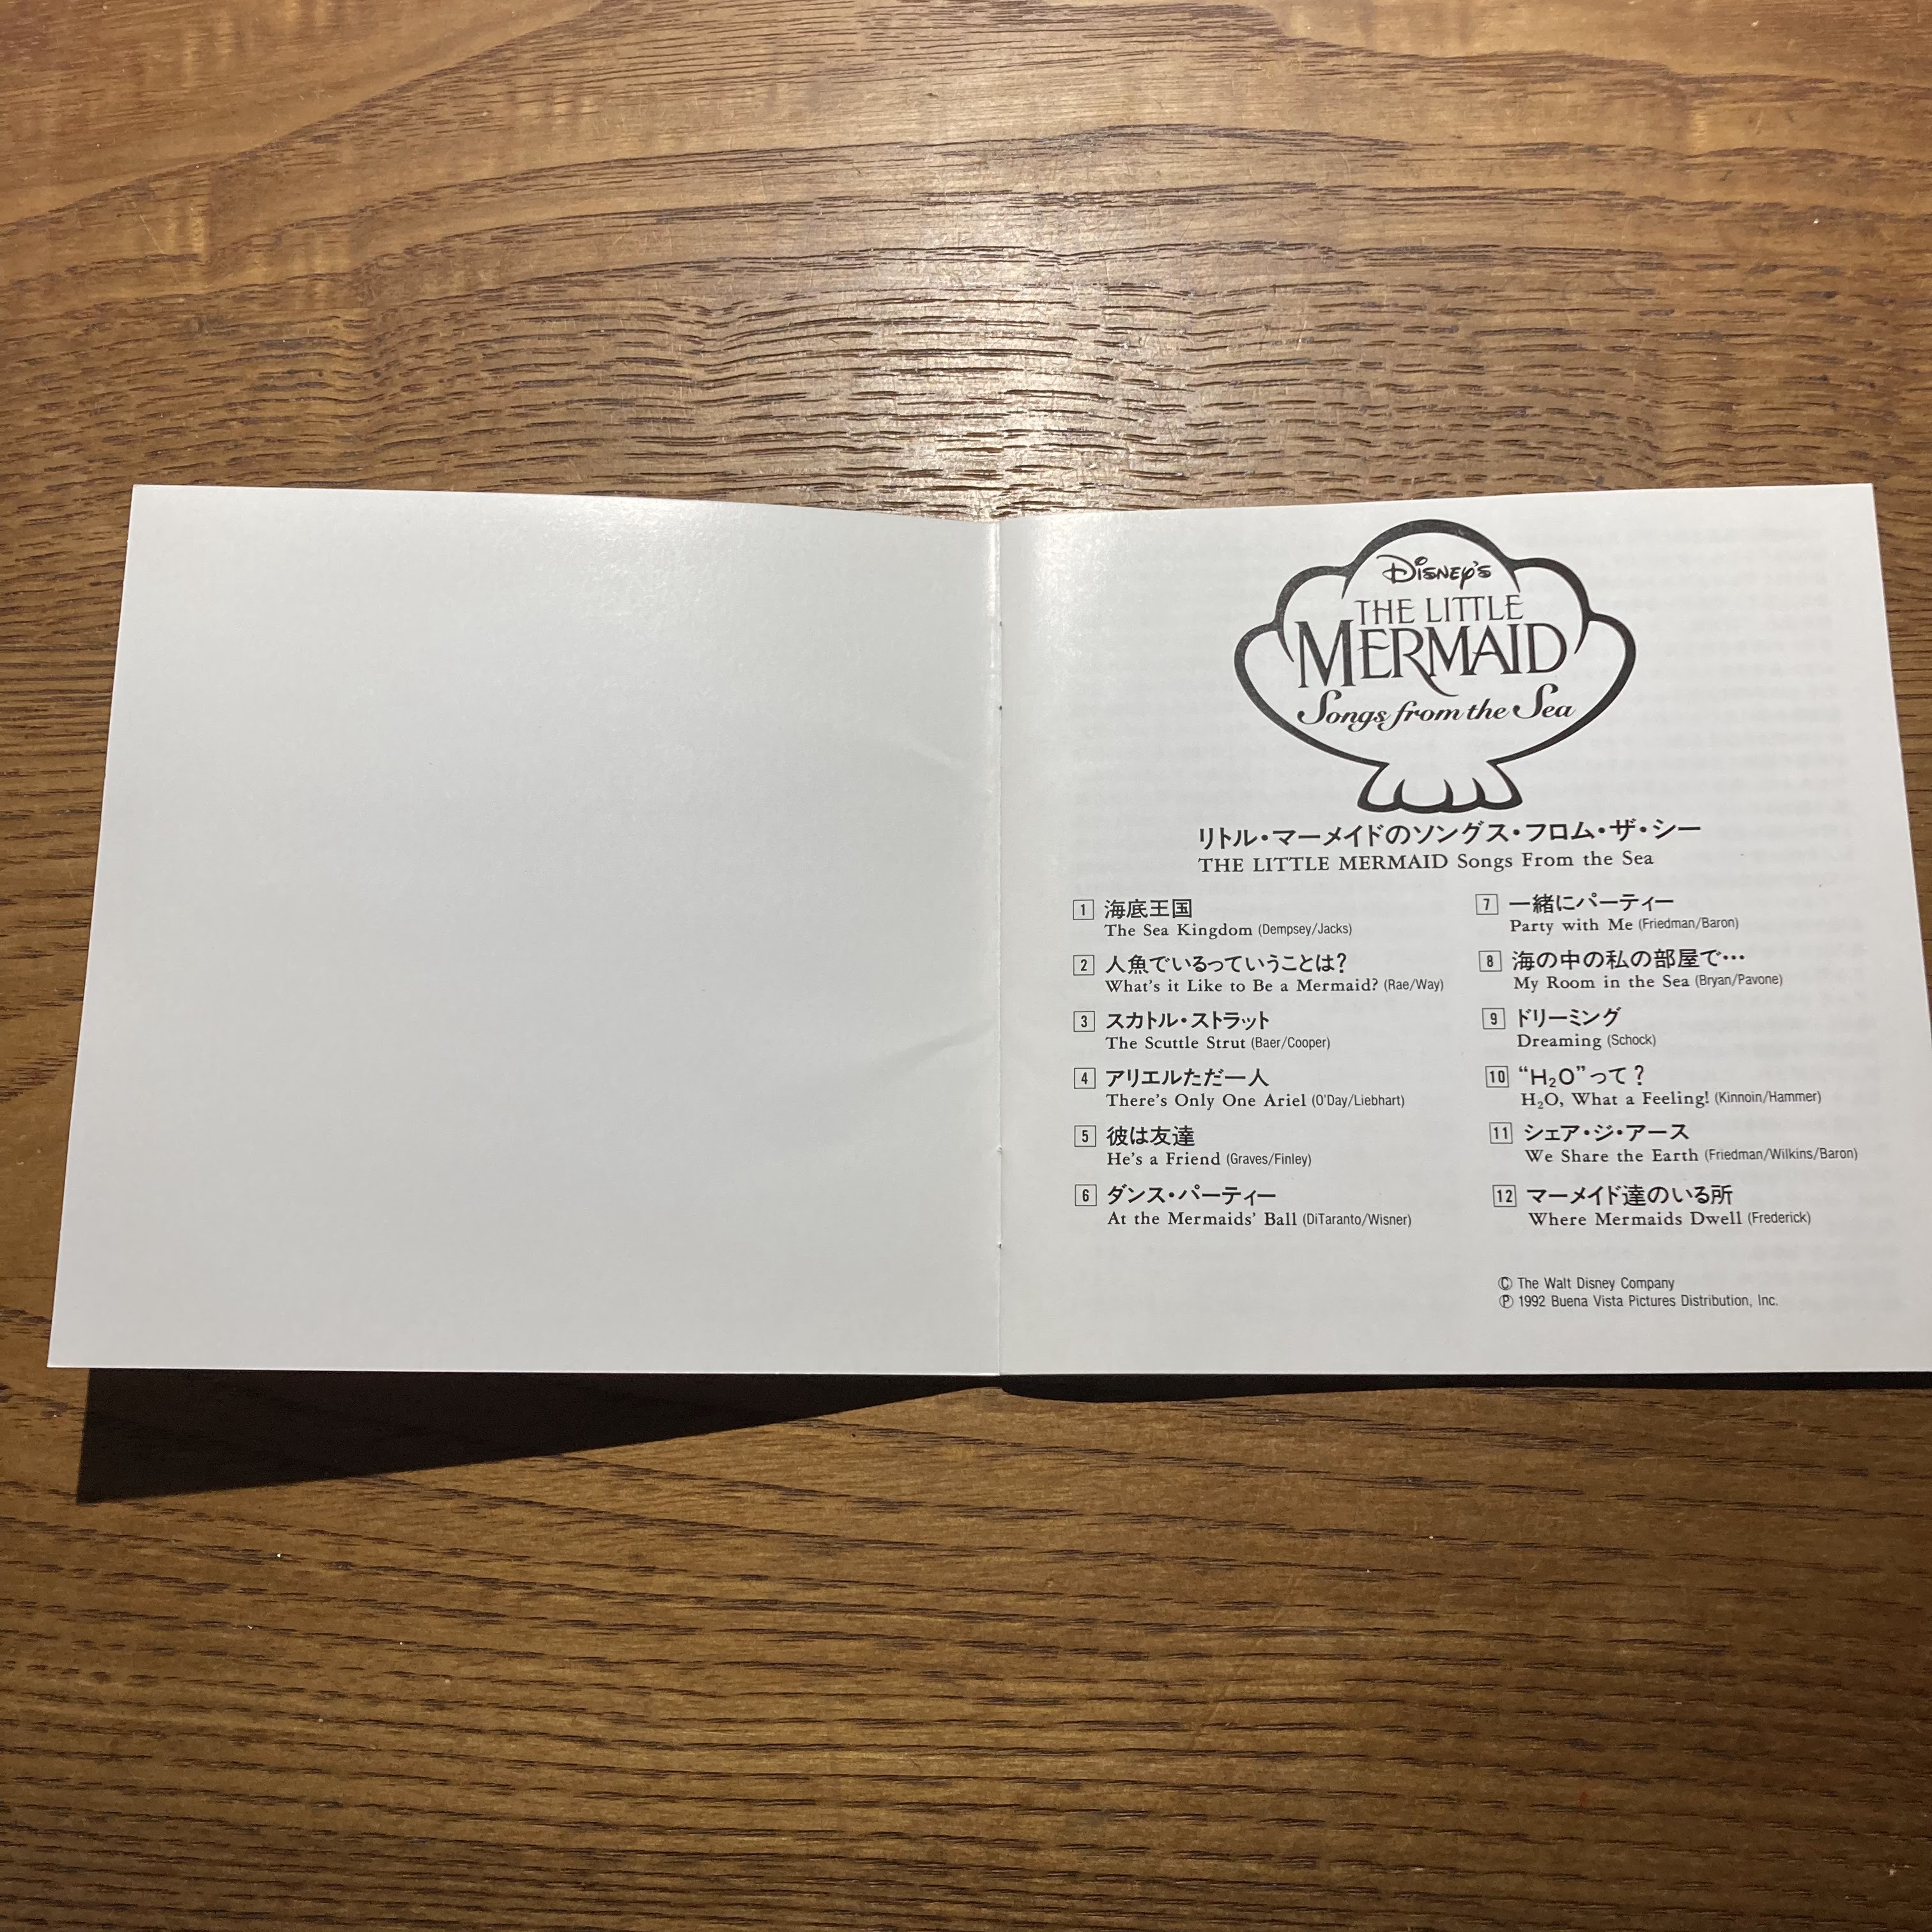 Disney's
THE LITTLE
MERMAID
Songs from the Sea
リトル・マーメイドのソングス・フロム・ザ・シー
THE LITTLE MERMAID Songs From the Sea
1 海底王国
The Sea Kingdom (Dempsey/Jacks)
2 人魚でいるっていうことは?
What's it Like to Be a Mermaid? (Rae/Way)
3 スカトル・ストラット
The Scuttle Strut (Baer/Cooper)
4 アリエルただ一人
There's Only One Ariel (O'Day/Liebhart)
5 彼は友達
He's a Friend (Graves/Finley)
6 ダンス・パーティー
At the Mermaids' Ball (DiTaranto/Wisner)
7 一緒にパーティー
Party with Me (Friedman/Baron)
8 海の中の私の部屋で…
My Room in the Sea (Bryan/Pavone)
9 ドリーミング
Dreaming (Schock)
10 “H₂O”って?
H₂O, What a Feeling! (Kinnoin/Hammer)
11 シェア・ジ・アース
We Share the Earth (Friedman/Wilkins/Baron)
12 マーメイド達のいる所
Where Mermaids Dwell (Frederick)
Ⓒ The Walt Disney Company
Ⓟ 1992 Buena Vista Pictures Distribution, Inc.